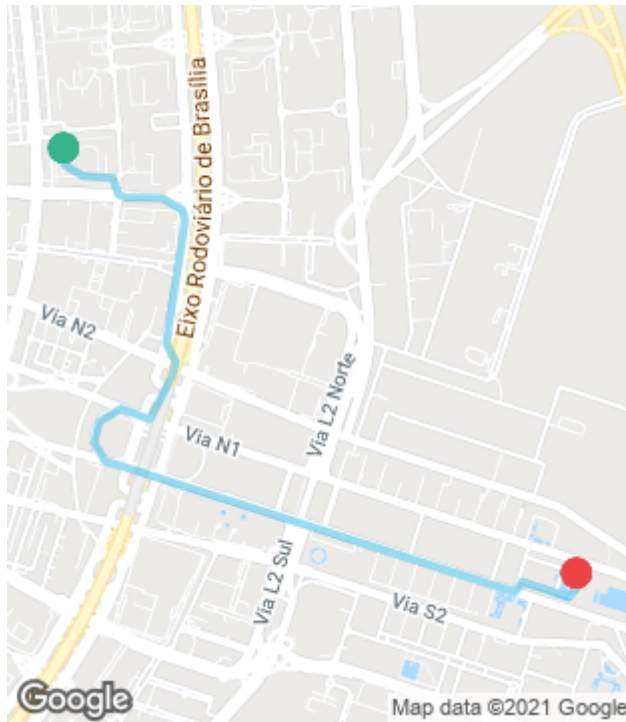 Eixo Rodoviário de Brasília
Via N2
Via L2 Norte
Via N1
Via L2 Sul
Via S2
Google
Map data ©2021 Google